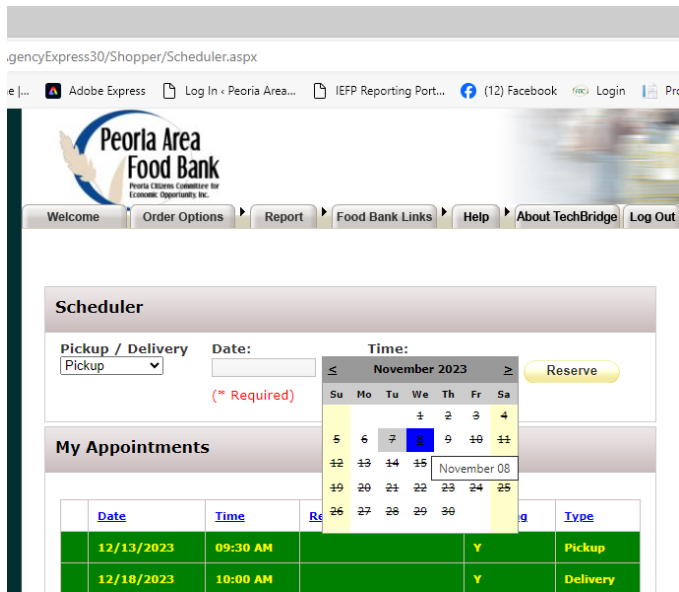 gencyExpress30/Shopper/Scheduler.aspx
e |... Adobe Express Log In ‹ Peoria Area... IEFP Reporting Port... (12) Facebook Login Pro
Peoria Area
Food Bank
Peoria Citizens Committee for
Economic Opportunity, Inc.
Welcome Order Options Report Food Bank Links Help About TechBridge Log Out
Scheduler
Pickup / Delivery Date: Time:
Pickup Reserve
(* Required)
< November 2023 >
Su Mo Tu We Th Fr Sa
1 2 3 4
5 6 7 8 9 10 11
12 13 14 15
November 08
19 20 21 22 23 24 25
26 27 28 29 30
My Appointments
Date Time Re g Type
12/13/2023 09:30 AM Y Pickup
12/18/2023 10:00 AM Y Delivery